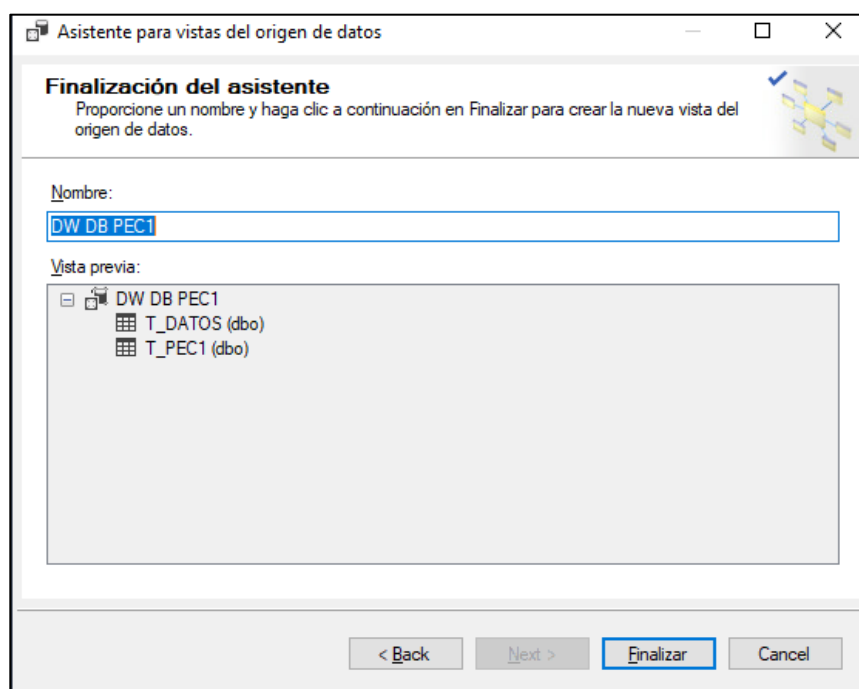 Asistente para vistas del origen de datos
Finalización del asistente
Proporcione un nombre y haga clic a continuación en Finalizar para crear la nueva vista del
origen de datos.
Nombre:
DW DB PEC1
Vista previa:
DW DB PEC1
T_DATOS (dbo)
T_PEC1 (dbo)
< Back
Next >
Finalizar
Cancel